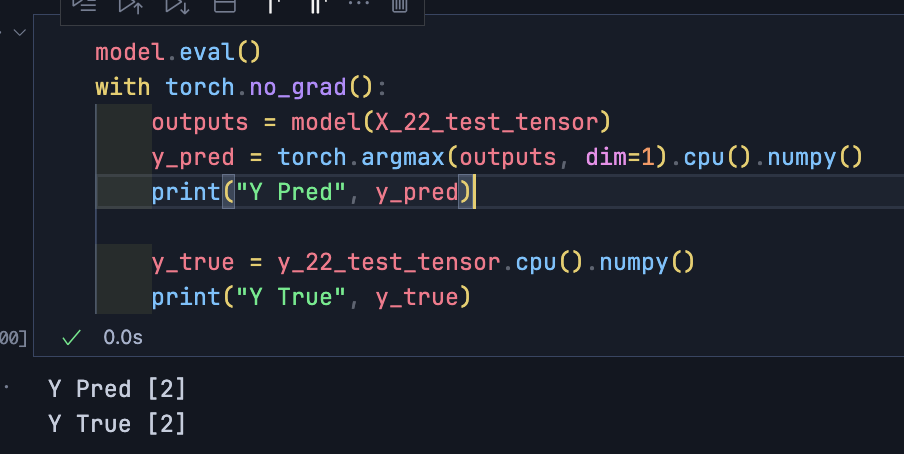 model.eval()
with torch.no_grad():
    outputs = model(X_22_test_tensor)
    y_pred = torch.argmax(outputs, dim=1).cpu().numpy()
    print("Y Pred", y_pred)
    y_true = y_22_test_tensor.cpu().numpy()
    print("Y True", y_true)
00]
0.0s
Y Pred [2]
Y True [2]